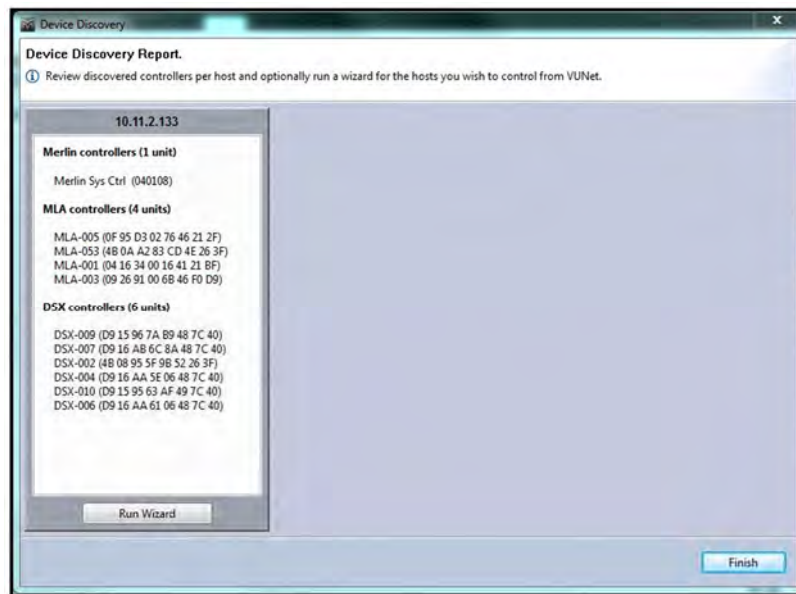 Device Discovery
x
Device Discovery Report.
Review discovered controllers per host and optionally run a wizard for the hosts you wish to control from VUNet.
10.11.2.133
Merlin controllers (1 unit)
Merlin Sys Ctrl (040108)
MLA controllers (4 units)
MLA-005 (0F 95 D3 02 76 46 21 2F)
MLA-053 (4B 0A A2 83 CD 4E 26 3F)
MLA-001 (04 16 34 00 16 41 21 BF)
MLA-003 (09 26 91 00 6B 46 F0 D9)
DSX controllers (6 units)
DSX-009 (D9 15 96 7A B9 48 7C 40)
DSX-007 (D9 16 AB 6C 8A 48 7C 40)
DSX-002 (4B 08 95 5F 9B 52 26 3F)
DSX-004 (D9 16 AA 5E 06 48 7C 40)
DSX-010 (D9 15 95 63 AF 49 7C 40)
DSX-006 (D9 16 AA 61 06 48 7C 40)
Run Wizard
Finish